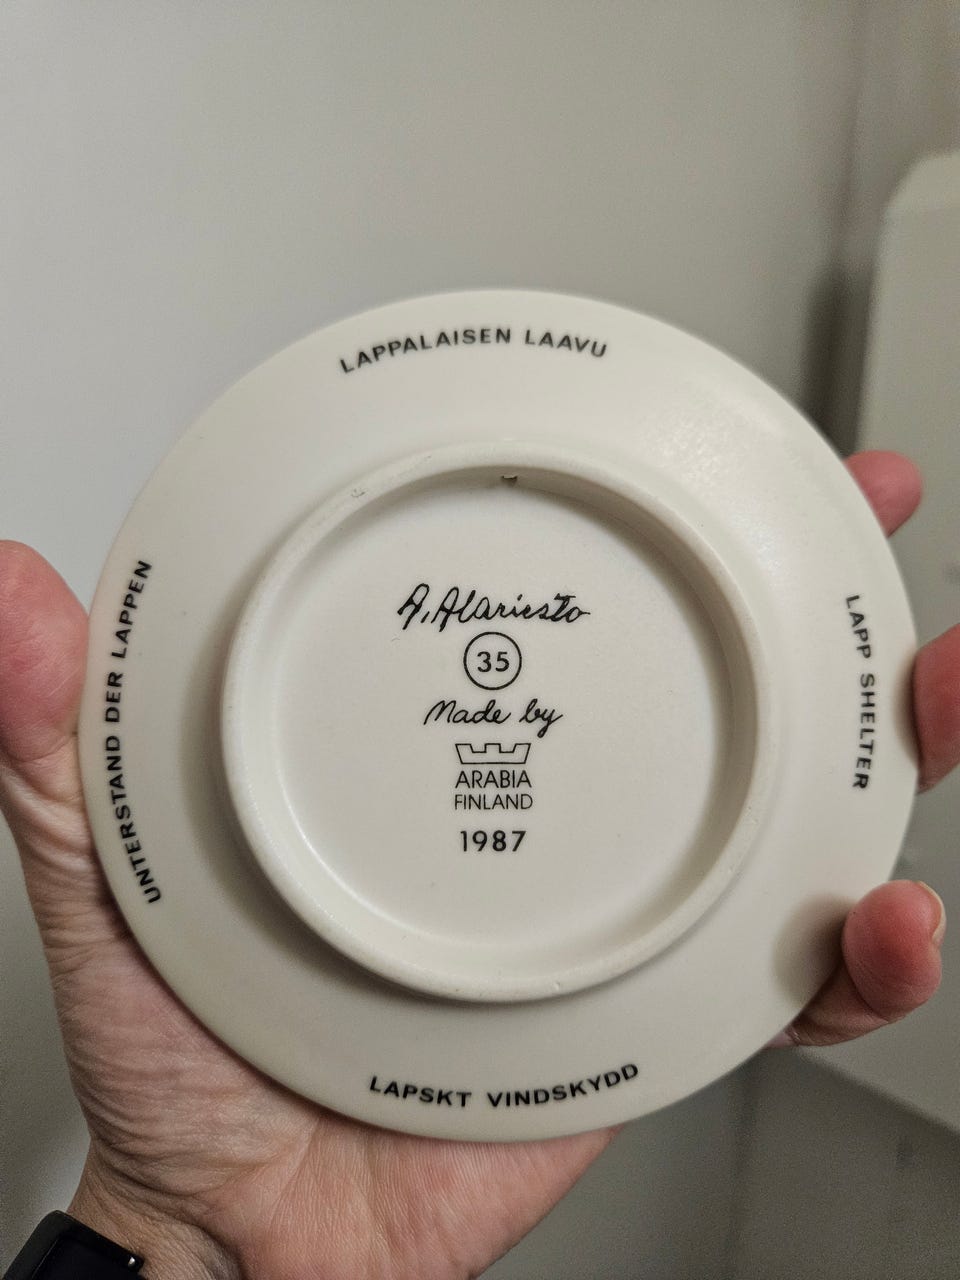 LAPPALAISEN LAAVU
A. Alariesto
35
Made by
ARABIA
FINLAND
1987
LAPP SHELTER
LAPSKT VINDSKYDD
UNTERSTAND DER LAPPEN